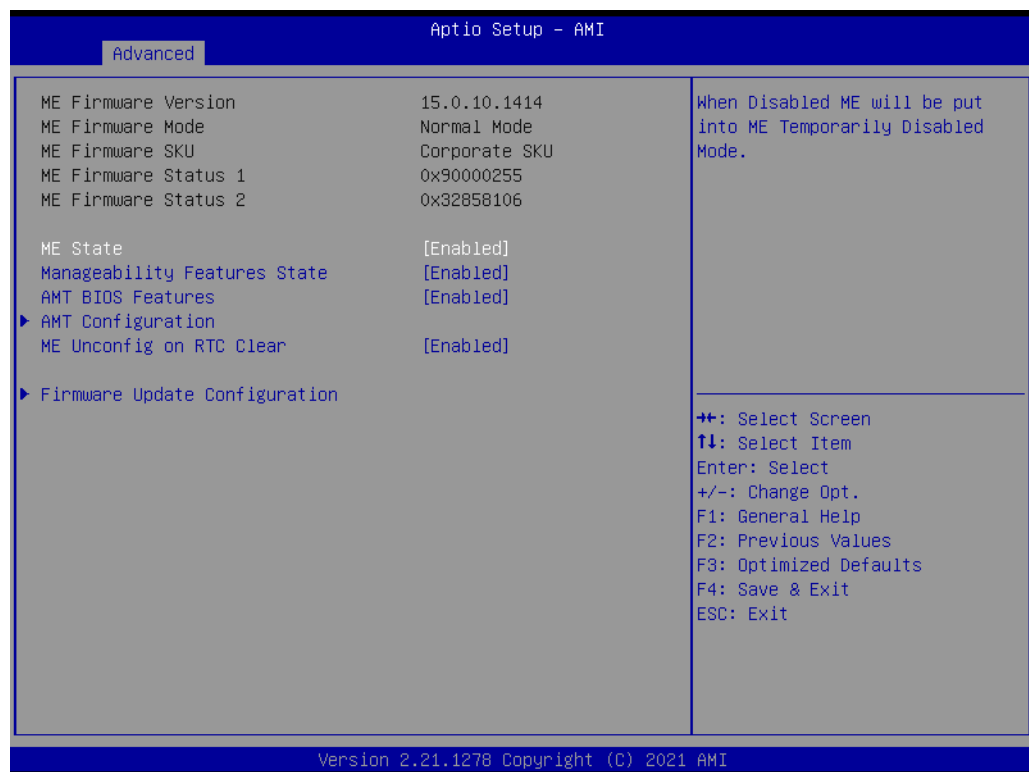 Aptio Setup – AMI
Advanced
ME Firmware Version 15.0.10.1414
ME Firmware Mode Normal Mode
ME Firmware SKU Corporate SKU
ME Firmware Status 1 0x90000255
ME Firmware Status 2 0x32858106
ME State [Enabled]
Manageability Features State [Enabled]
AMT BIOS Features [Enabled]
AMT Configuration
ME Unconfig on RTC Clear [Enabled]
Firmware Update Configuration
When Disabled ME will be put
into ME Temporarily Disabled
Mode.
→←: Select Screen
↑↓: Select Item
Enter: Select
+/-: Change Opt.
F1: General Help
F2: Previous Values
F3: Optimized Defaults
F4: Save & Exit
ESC: Exit
Version 2.21.1278 Copyright (C) 2021 AMI